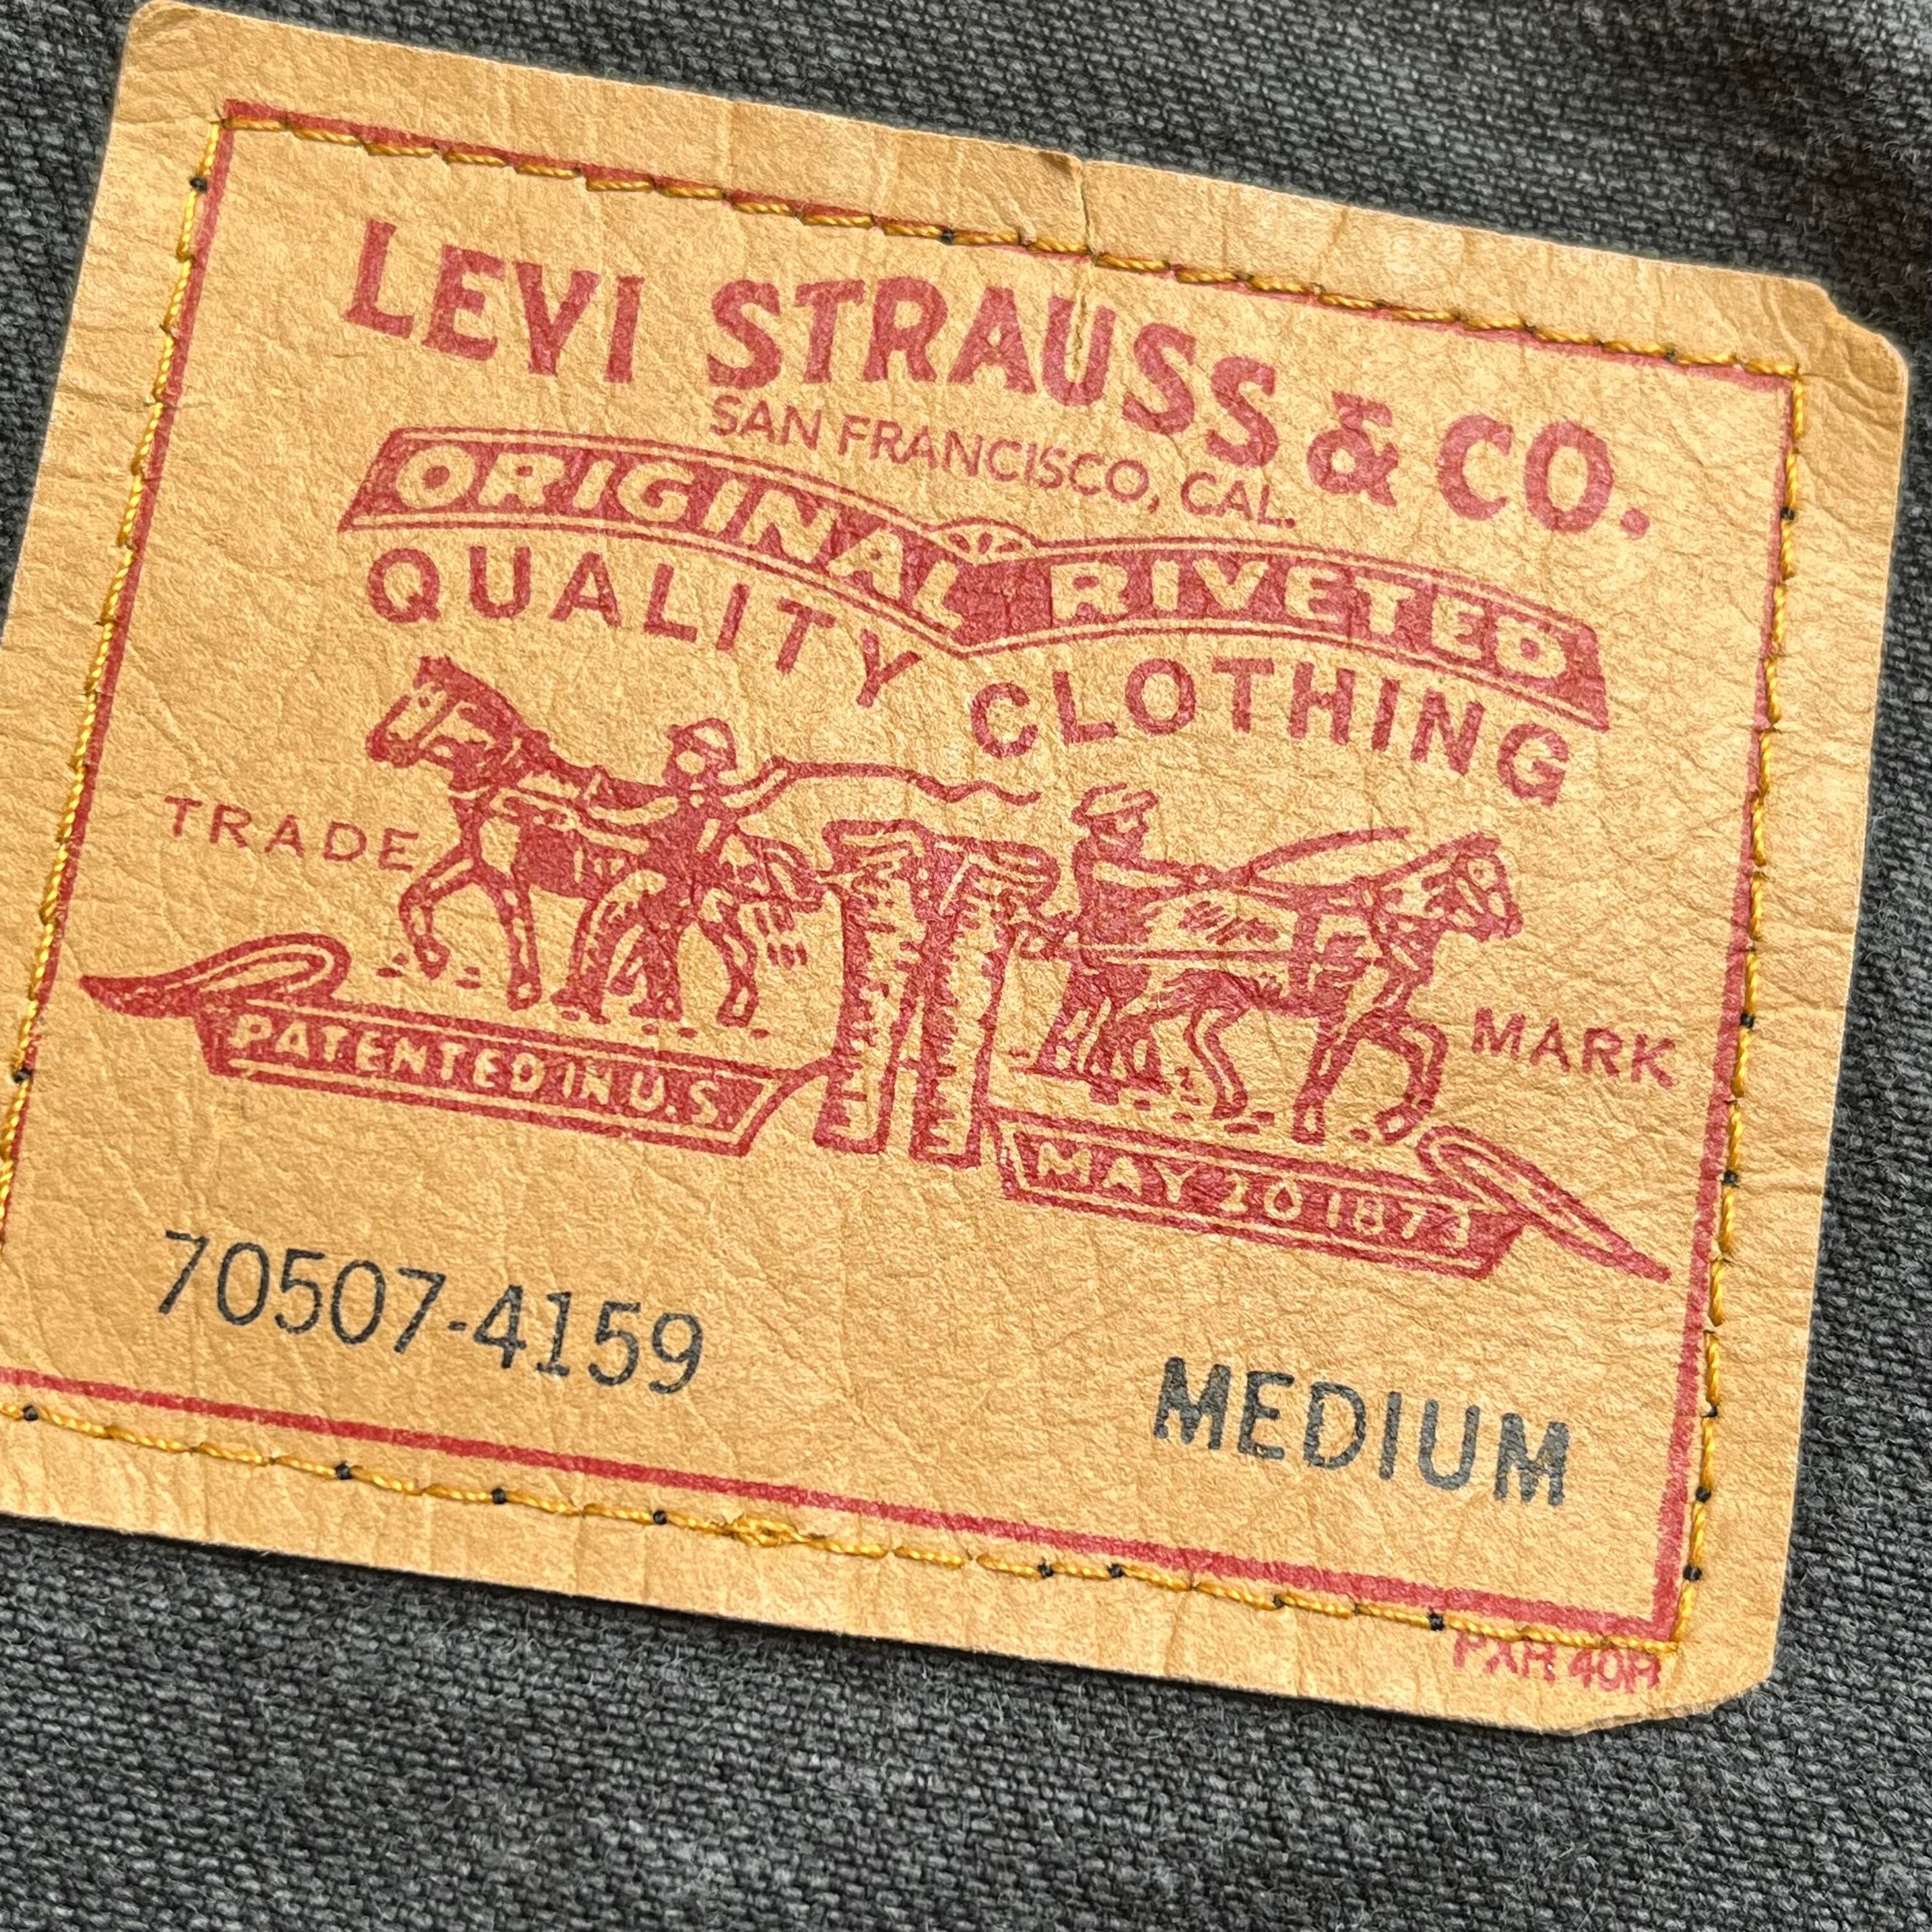 LEVI STRAUSS & CO.
SAN FRANCISCO, CAL.
ORIGINAL RIVETED
QUALITY CLOTHING
TRADE MARK
PATENTED IN U.S. MAY 20 1873
70507-4159 MEDIUM